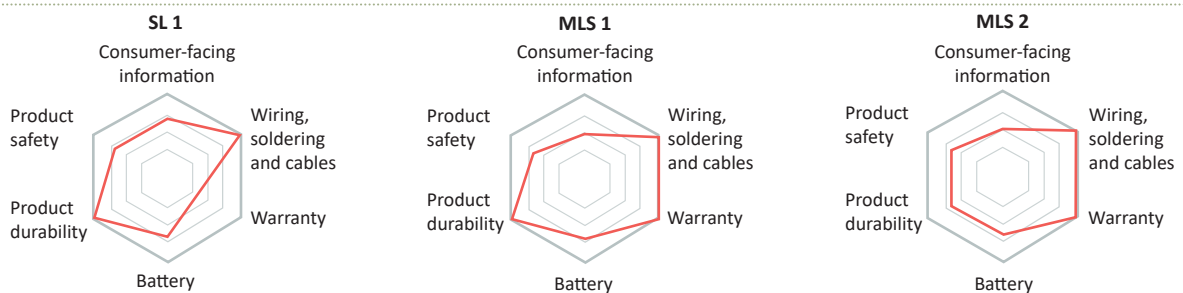 SL 1
Consumer-facing
information
Product
safety
Wiring,
soldering
and cables
Product
durability
Warranty
Battery
MLS 1
Consumer-facing
information
Product
safety
Wiring,
soldering
and cables
Product
durability
Warranty
Battery
MLS 2
Consumer-facing
information
Product
safety
Wiring,
soldering
and cables
Product
durability
Warranty
Battery